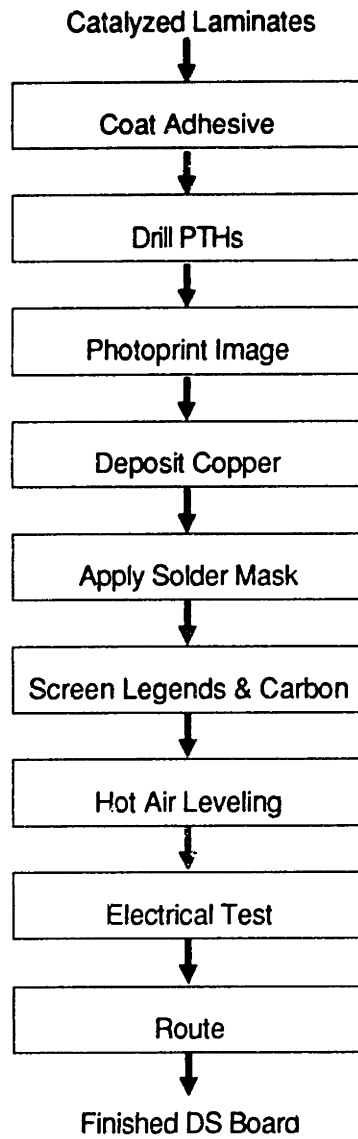 Catalyzed Laminates
Coat Adhesive
Drill PTHs
Photoprint Image
Deposit Copper
Apply Solder Mask
Screen Legends & Carbon
Hot Air Leveling
Electrical Test
Route
Finished DS Board